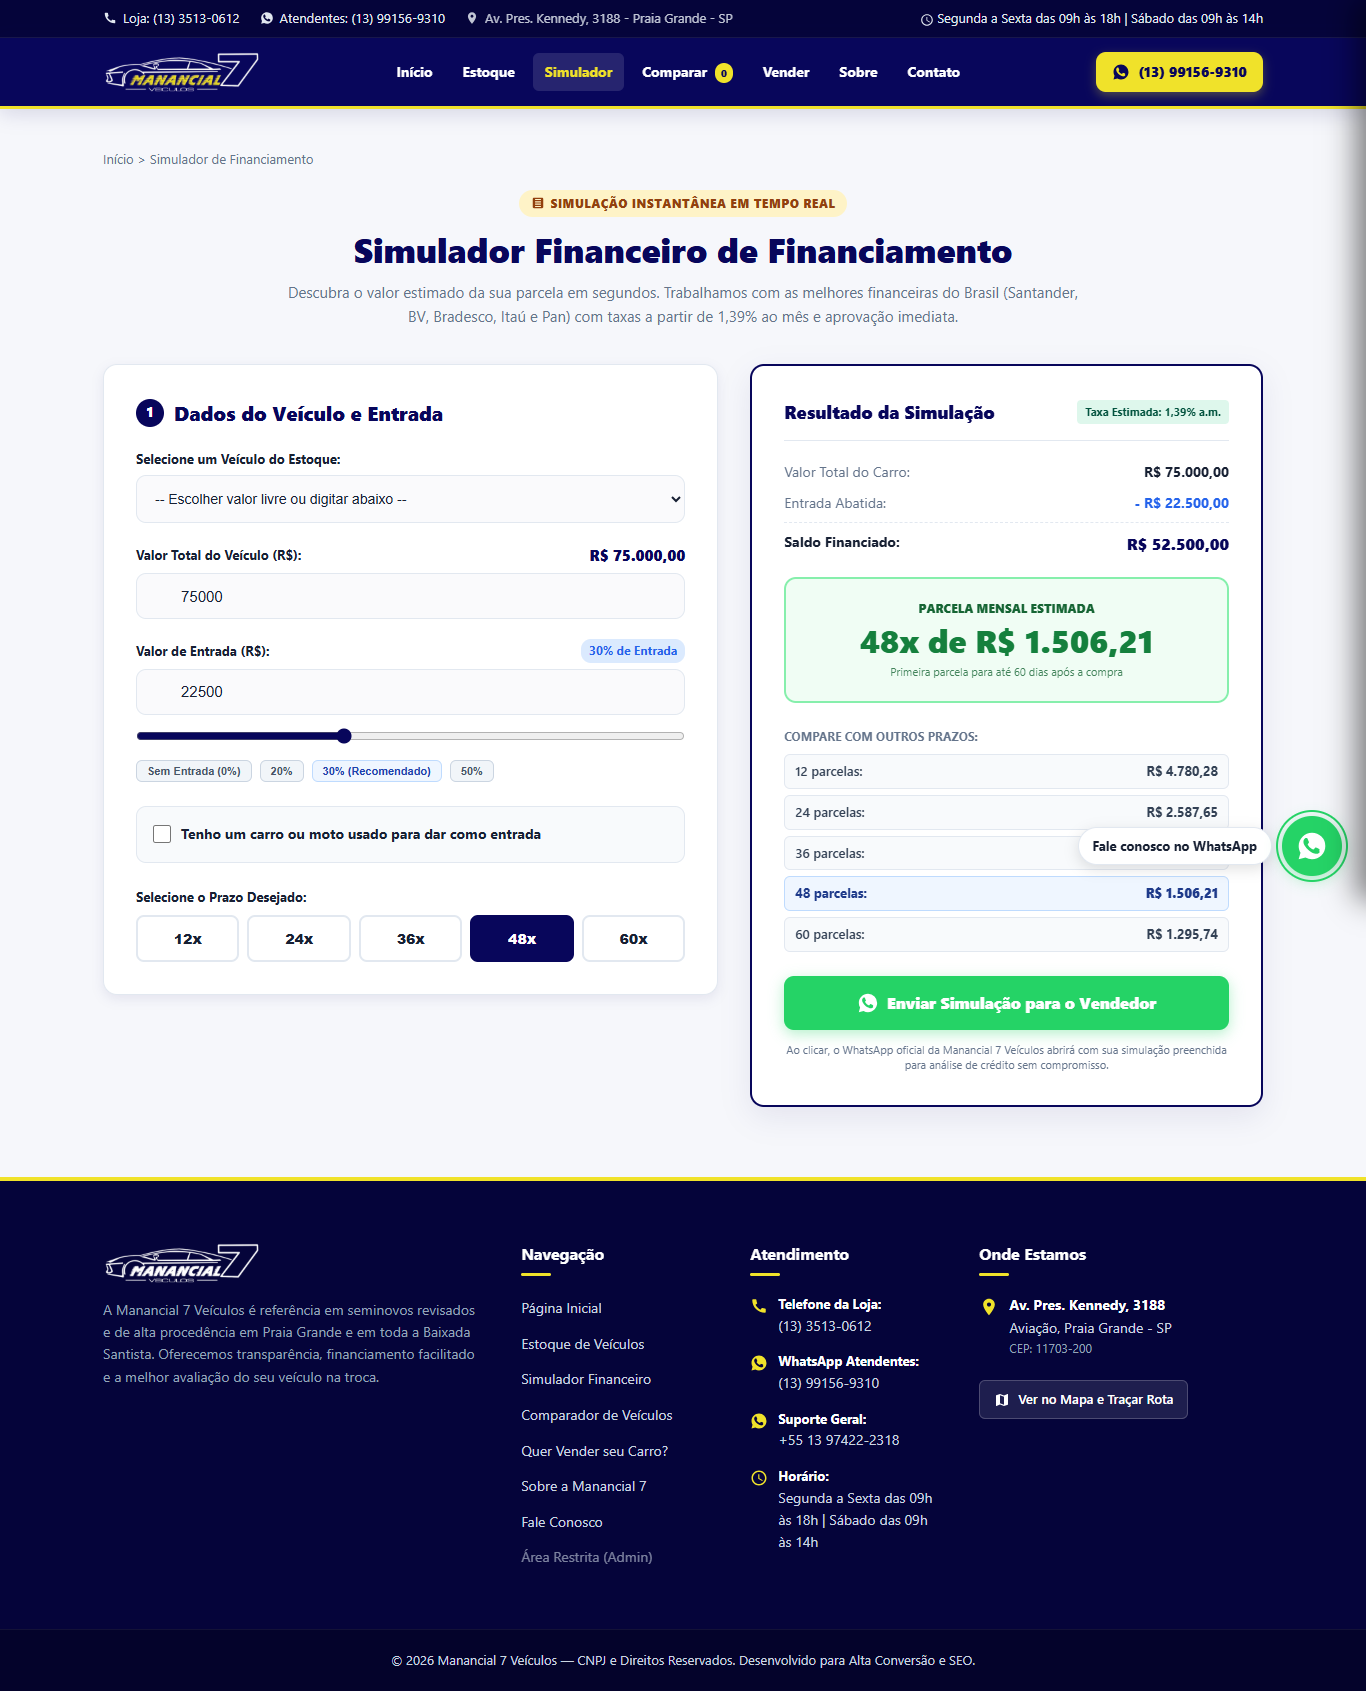 Loja: (13) 3513-0612
Atendentes: (13) 99156-9310
Av. Pres. Kennedy, 3188 - Praia Grande - SP
Segunda a Sexta das 09h às 18h | Sábado das 09h às 14h
MANANCIAL 7
VEÍCULOS
Início
Estoque
Simulador
Comparar 0
Vender
Sobre
Contato
(13) 99156-9310
Início > Simulador de Financiamento
SIMULAÇÃO INSTANTÂNEA EM TEMPO REAL
Simulador Financeiro de Financiamento
Descubra o valor estimado da sua parcela em segundos. Trabalhamos com as melhores financeiras do Brasil (Santander,
BV, Bradesco, Itaú e Pan) com taxas a partir de 1,39% ao mês e aprovação imediata.
1 Dados do Veículo e Entrada
Selecione um Veículo do Estoque:
-- Escolher valor livre ou digitar abaixo --
Valor Total do Veículo (R$): R$ 75.000,00
75000
Valor de Entrada (R$): 30% de Entrada
22500
Sem Entrada (0%) 20% 30% (Recomendado) 50%
Tenho um carro ou moto usado para dar como entrada
Selecione o Prazo Desejado:
12x 24x 36x 48x 60x
Resultado da Simulação
Taxa Estimada: 1,39% a.m.
Valor Total do Carro: R$ 75.000,00
Entrada Abatida: - R$ 22.500,00
Saldo Financiado: R$ 52.500,00
PARCELA MENSAL ESTIMADA
48x de R$ 1.506,21
Primeira parcela para até 60 dias após a compra
COMPARE COM OUTROS PRAZOS:
12 parcelas: R$ 4.780,28
24 parcelas: R$ 2.587,65
36 parcelas:
48 parcelas: R$ 1.506,21
60 parcelas: R$ 1.295,74
Fale conosco no WhatsApp
Enviar Simulação para o Vendedor
Ao clicar, o WhatsApp oficial da Manancial 7 Veículos abrirá com sua simulação preenchida
para análise de crédito sem compromisso.
MANANCIAL 7
VEÍCULOS
A Manancial 7 Veículos é referência em seminovos revisados
e de alta procedência em Praia Grande e em toda a Baixada
Santista. Oferecemos transparência, financiamento facilitado
e a melhor avaliação do seu veículo na troca.
Navegação
Página Inicial
Estoque de Veículos
Simulador Financeiro
Comparador de Veículos
Quer Vender seu Carro?
Sobre a Manancial 7
Fale Conosco
Área Restrita (Admin)
Atendimento
Telefone da Loja:
(13) 3513-0612
WhatsApp Atendentes:
(13) 99156-9310
Suporte Geral:
+55 13 97422-2318
Horário:
Segunda a Sexta das 09h
às 18h | Sábado das 09h
às 14h
Onde Estamos
Av. Pres. Kennedy, 3188
Aviação, Praia Grande - SP
CEP: 11703-200
Ver no Mapa e Traçar Rota
© 2026 Manancial 7 Veículos — CNPJ e Direitos Reservados. Desenvolvido para Alta Conversão e SEO.